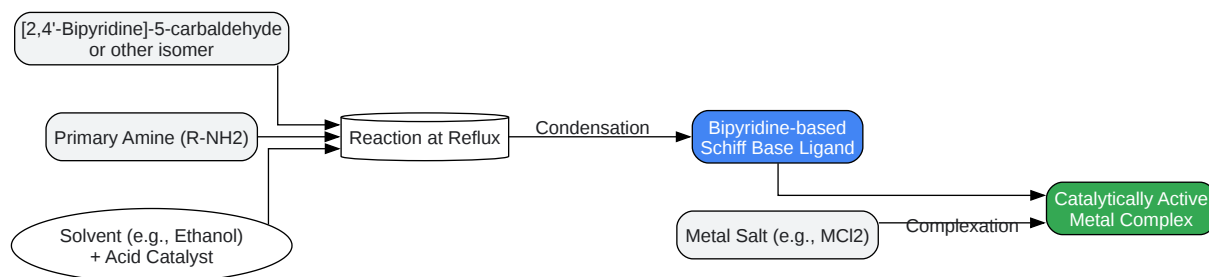 [2,4'-Bipyridine]-5-carbaldehyde
or other isomer
Primary Amine (R-NH2)
Reaction at Reflux
Condensation
Bipyridine-based
Schiff Base Ligand
Solvent (e.g., Ethanol)
+ Acid Catalyst
Metal Salt (e.g., MCl2)
Complexation
Catalytically Active
Metal Complex